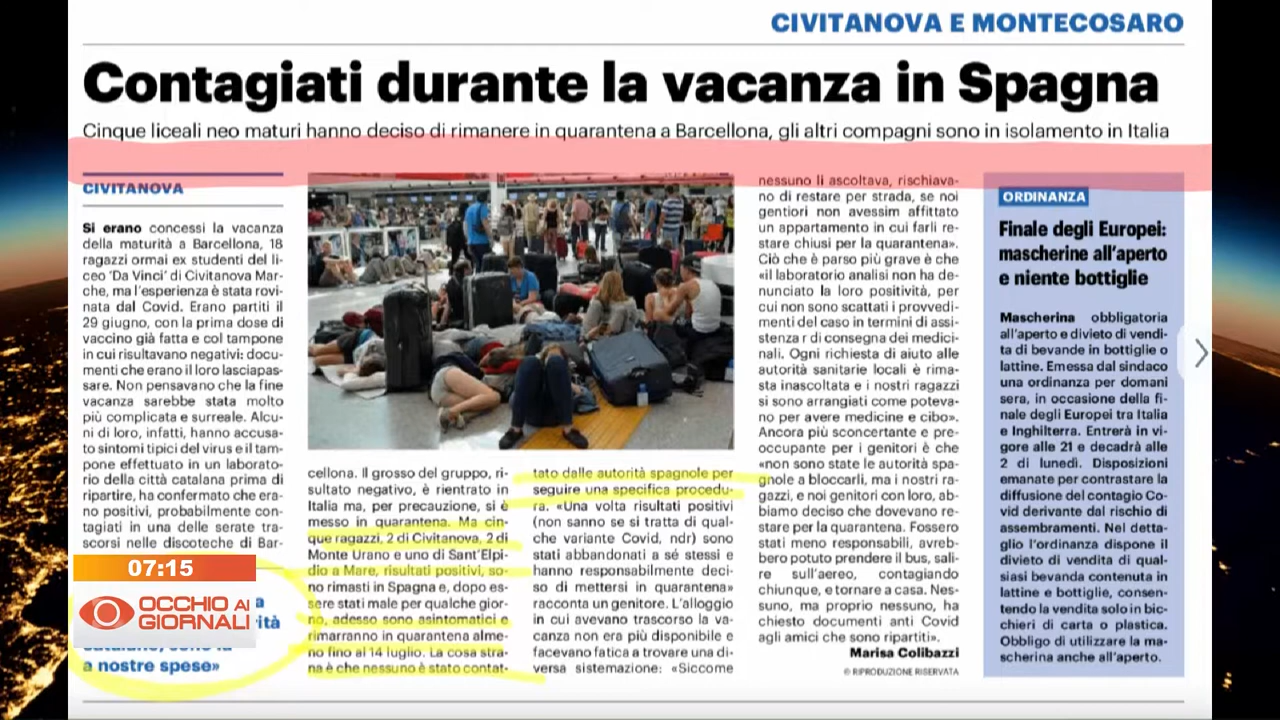 CIVITANOVA E MONTECOSARO
Contagiati durante la vacanza in Spagna
Cinque liceali neo maturi hanno deciso di rimanere in quarantena a Barcellona, gli altri compagni sono in isolamento in Italia
CIVITANOVA
Si erano concessi la vacanza
della maturità a Barcellona, 18
ragazzi ormai ex studenti del li-
ceo 'Da Vinci' di Civitanova Mar-
che, ma l'esperienza è stata rovi-
nata dal Covid. Erano partiti il
29 giugno, con la prima dose di
vaccino già fatta e col tampone
in cui risultavano negativi: docu-
menti che erano il loro lasciapas-
sare. Non pensavano che la fine
vacanza sarebbe stata molto
più complicata e surreale. Alcu-
ni di loro, infatti, hanno accusa-
to sintomi tipici del virus e il tam-
pone effettuato in un laborato-
rio della città catalana prima di
ripartire, ha confermato che era-
no positivi, probabilmente con-
tagiati in una delle serate tra-
scorsi nelle discoteche di Bar-
a nostre spese»
cellona. Il grosso del gruppo, ri-
sultato negativo, è rientrato in
Italia ma, per precauzione, si è
messo in quarantena. Ma cin-
que ragazzi, 2 di Civitanova, 2 di
Monte Urano e uno di Sant'Elpi-
dio a Mare, risultati positivi, so-
no rimasti in Spagna e, dopo es-
sere stati male per qualche gior-
no, adesso sono asintomatici e
rimarranno in quarantena alme-
no fino al 14 luglio. La cosa stra-
na è che nessuno è stato contat-
tato dalle autorità spagnole per
seguire una specifica procedu-
ra. «Una volta risultati positivi
(non sanno se si tratta di qual-
che variante Covid, ndr) sono
stati abbandonati a sé stessi e
hanno responsabilmente deci-
so di mettersi in quarantena»
racconta un genitore. L'alloggio
in cui avevano trascorso la va-
canza non era più disponibile e
facevano fatica a trovare una di-
versa sistemazione: «Siccome
nessuno li ascoltava, rischiava-
no di restare per strada, se noi
gentiori non avessim affittato
un appartamento in cui farli re-
stare chiusi per la quarantena».
Ciò che è parso più grave è che
«il laboratorio analisi non ha de-
nunciato la loro positività, per
cui non sono scattati i provvedi-
menti del caso in termini di assi-
stenza r di consegna dei medici-
nali. Ogni richiesta di aiuto alle
autorità sanitarie locali è rima-
sta inascoltata e i nostri ragazzi
si sono arrangiati come poteva-
no per avere medicine e cibo».
Ancora più sconcertante e pre-
occupante per i genitori è che
«non sono state le autorità spa-
gnole a bloccarli, ma i nostri ra-
gazzi, e noi genitori con loro, ab-
biamo deciso che dovevano re-
stare per la quarantena. Fossero
stati meno responsabili, avreb-
bero potuto prendere il bus, sali-
re sull'aereo, contagiando
chiunque, e tornare a casa. Nes-
suno, ma proprio nessuno, ha
chiesto documenti anti Covid
agli amici che sono ripartiti».
Marisa Colibazzi
© RIPRODUZIONE RISERVATA
ORDINANZA
Finale degli Europei:
mascherine all'aperto
e niente bottiglie
Mascherina obbligatoria
all'aperto e divieto di vendi-
ta di bevande in bottiglie o
lattine. Emessa dal sindaco
una ordinanza per domani
sera, in occasione della fi-
nale degli Europei tra Italia
e Inghilterra. Entrerà in vi-
gore alle 21 e decadrà alle
2 di lunedì. Disposizioni
emanate per contrastare la
diffusione del contagio Co-
vid derivante dal rischio di
assembramenti. Nel detta-
glio l'ordinanza dispone il
divieto di vendita di qual-
siasi bevanda contenuta in
lattine e bottiglie, consen-
tendo la vendita solo in bic-
chieri di carta o plastica.
Obbligo di utilizzare la ma-
scherina anche all'aperto.
07:15
OCCHIO AI
GIORNALI